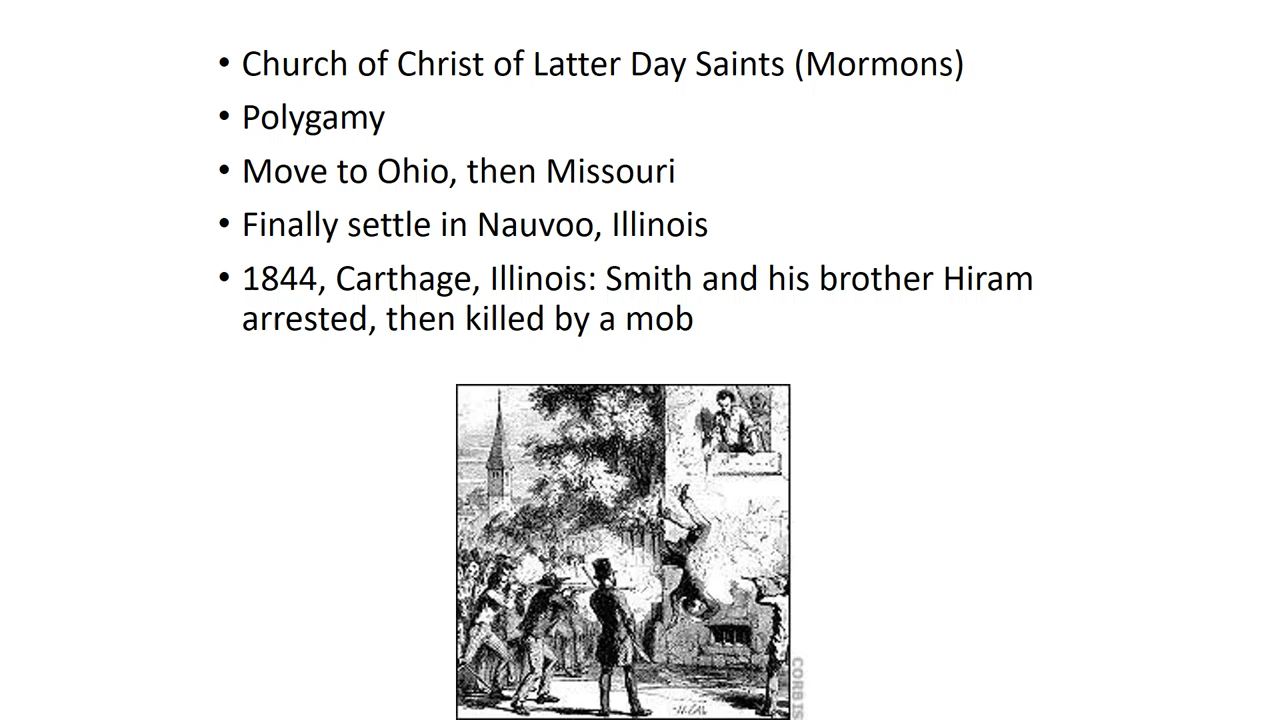 • Church of Christ of Latter Day Saints (Mormons)
• Polygamy
• Move to Ohio, then Missouri
• Finally settle in Nauvoo, Illinois
• 1844, Carthage, Illinois: Smith and his brother Hiram
arrested, then killed by a mob
CORBIS